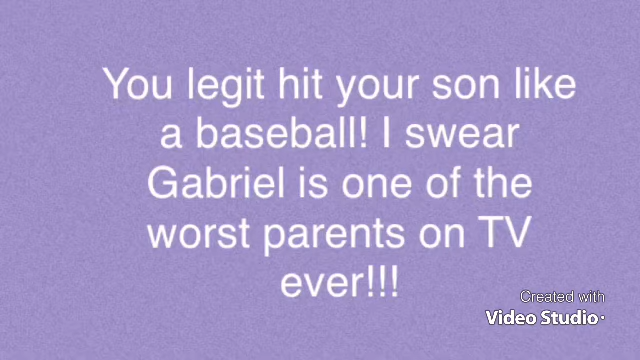 You legit hit your son like
a baseball! I swear
Gabriel is one of the
worst parents on TV
ever!!!
Created with
Video Studio